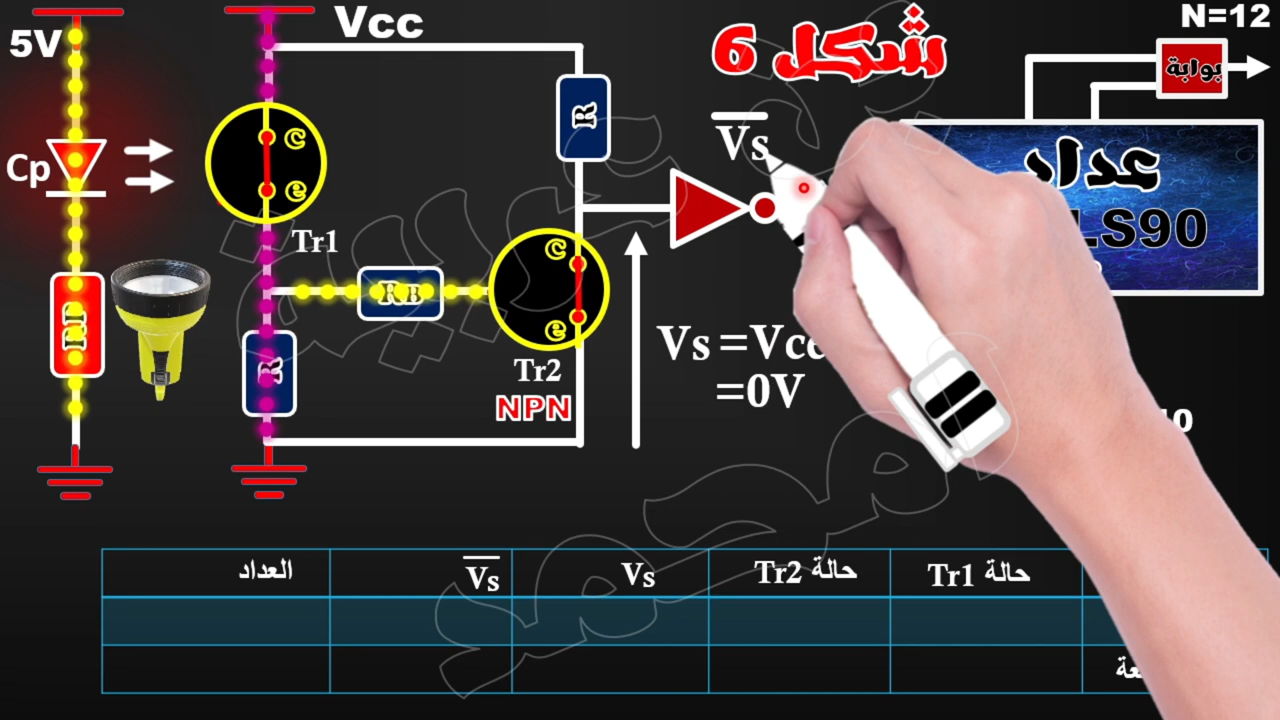 5V
Vcc
شكل 6
N=12
بوابة
Cp
C
e
R
Vs
عداد
LS90
Tr1
RB
C
e
R
Tr2
NPN
Vs =Vcc
=0V
العداد
Vs
Vs
حالة Tr2
حالة Tr1